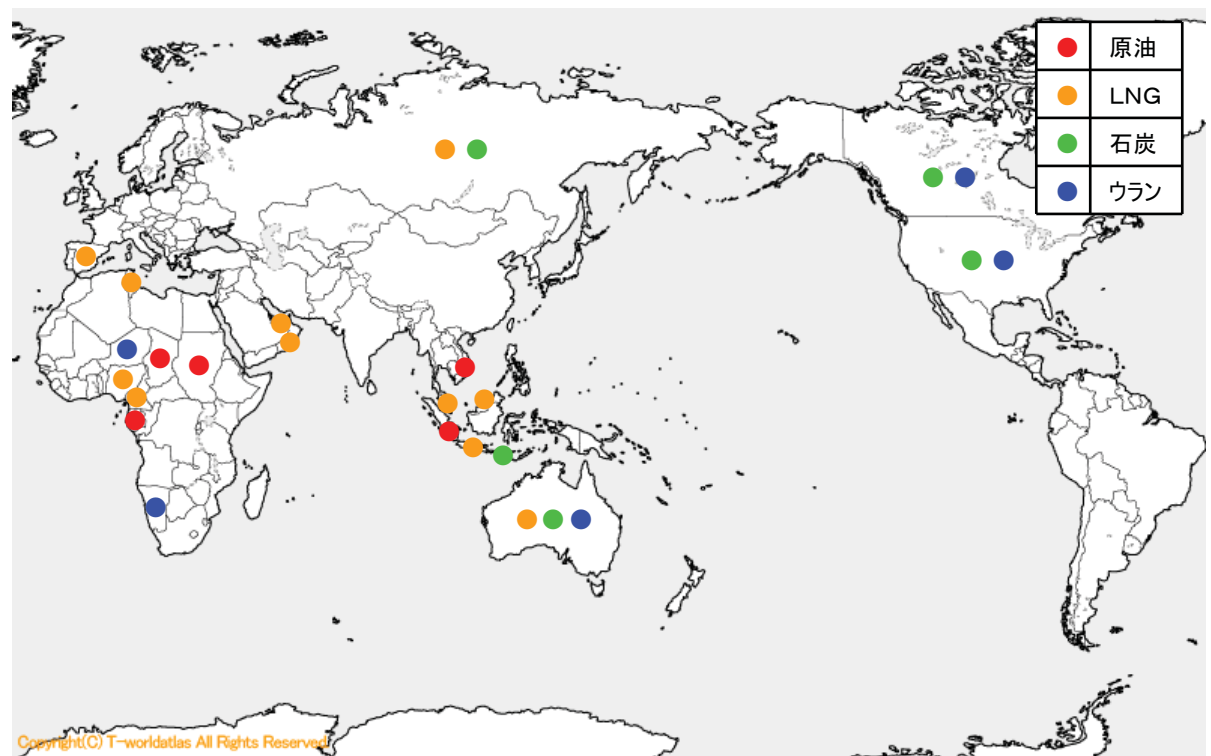 原油
LNG
石炭
ウラン
Copyright(C) T-worldatlas All Rights Reserved